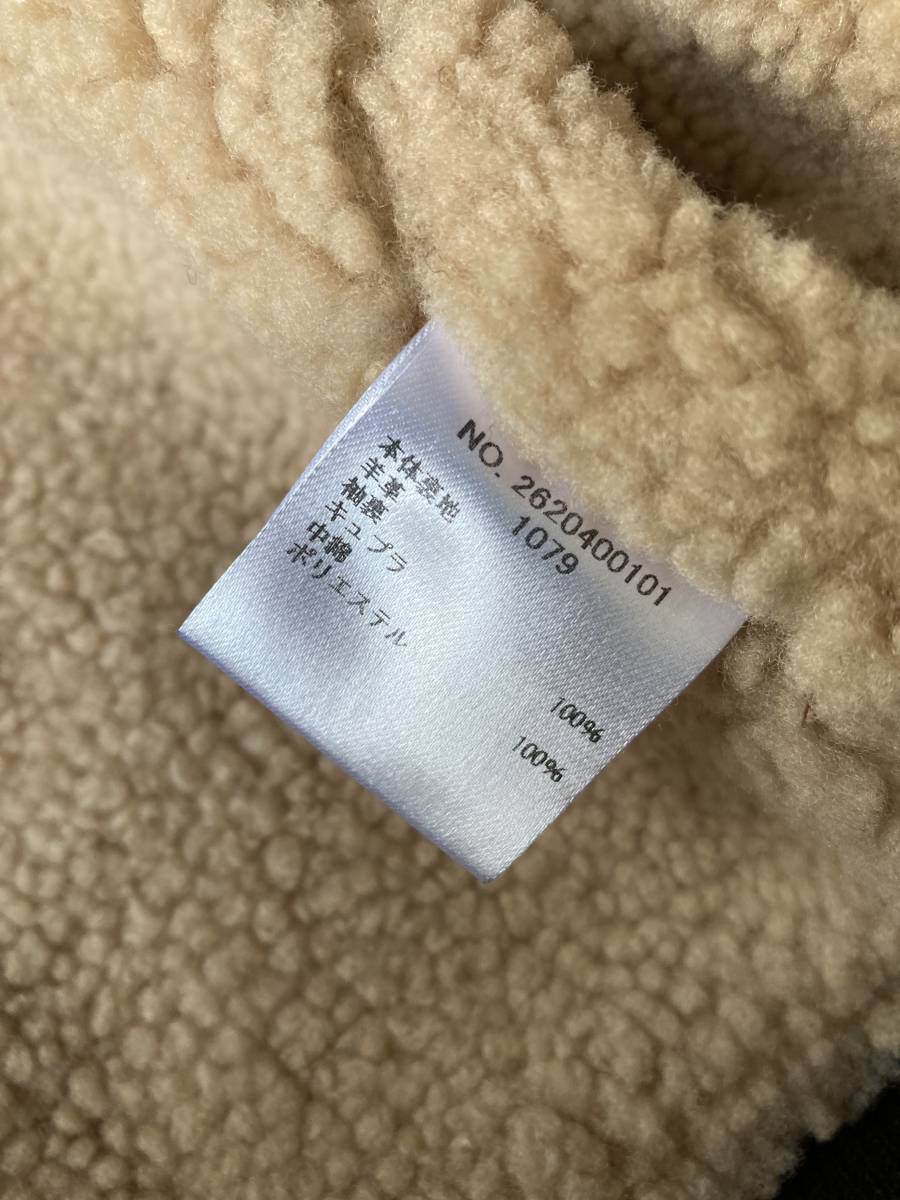 NO. 2620400101
1079
本体表地
羊革
袖裏
キュプラ 100%
中綿
ポリエステル 100%